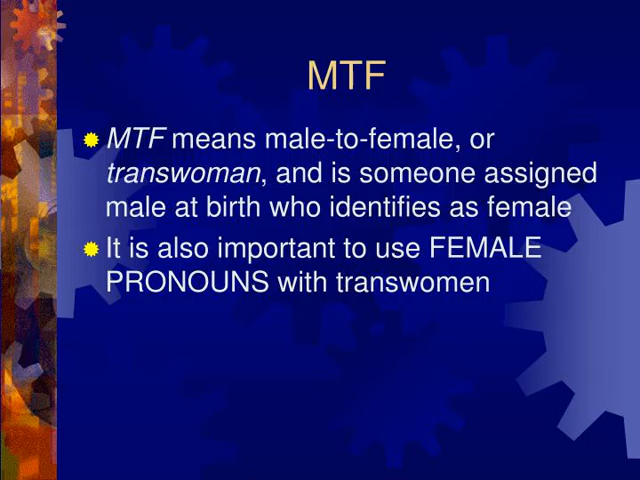 MTF
MTF means male-to-female, or
transwoman, and is someone assigned
male at birth who identifies as female
It is also important to use FEMALE
PRONOUNS with transwomen